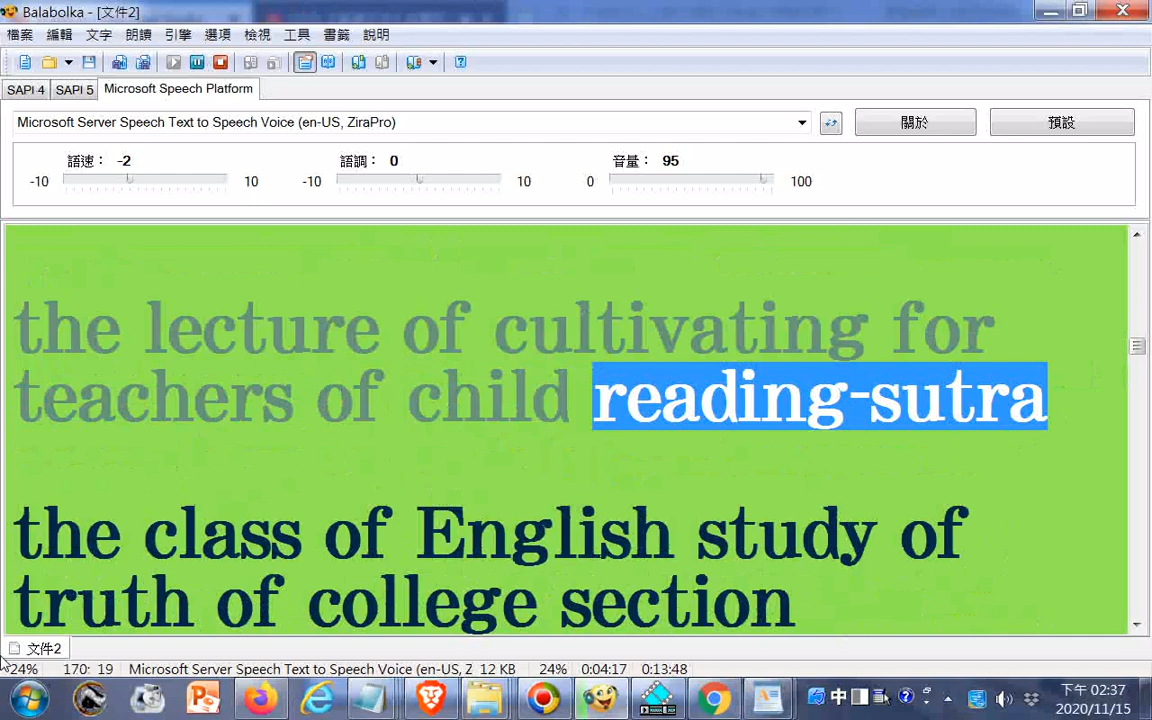 Balabolka - [文件2]
檔案 編輯 文字 朗讀 引擎 選項 檢視 工具 書籤 說明
SAPI 4 SAPI 5 Microsoft Speech Platform
Microsoft Server Speech Text to Speech Voice (en-US, ZiraPro) 關於 預設
語速： -2 語調： 0 音量： 95
-10 10 -10 10 0 100
the lecture of cultivating for
teachers of child reading-sutra
the class of English study of
truth of college section
文件2
24% 170: 19 Microsoft Server Speech Text to Speech Voice (en-US, Z 12 KB 24% 0:04:17 0:13:48
中 下午 02:37
2020/11/15